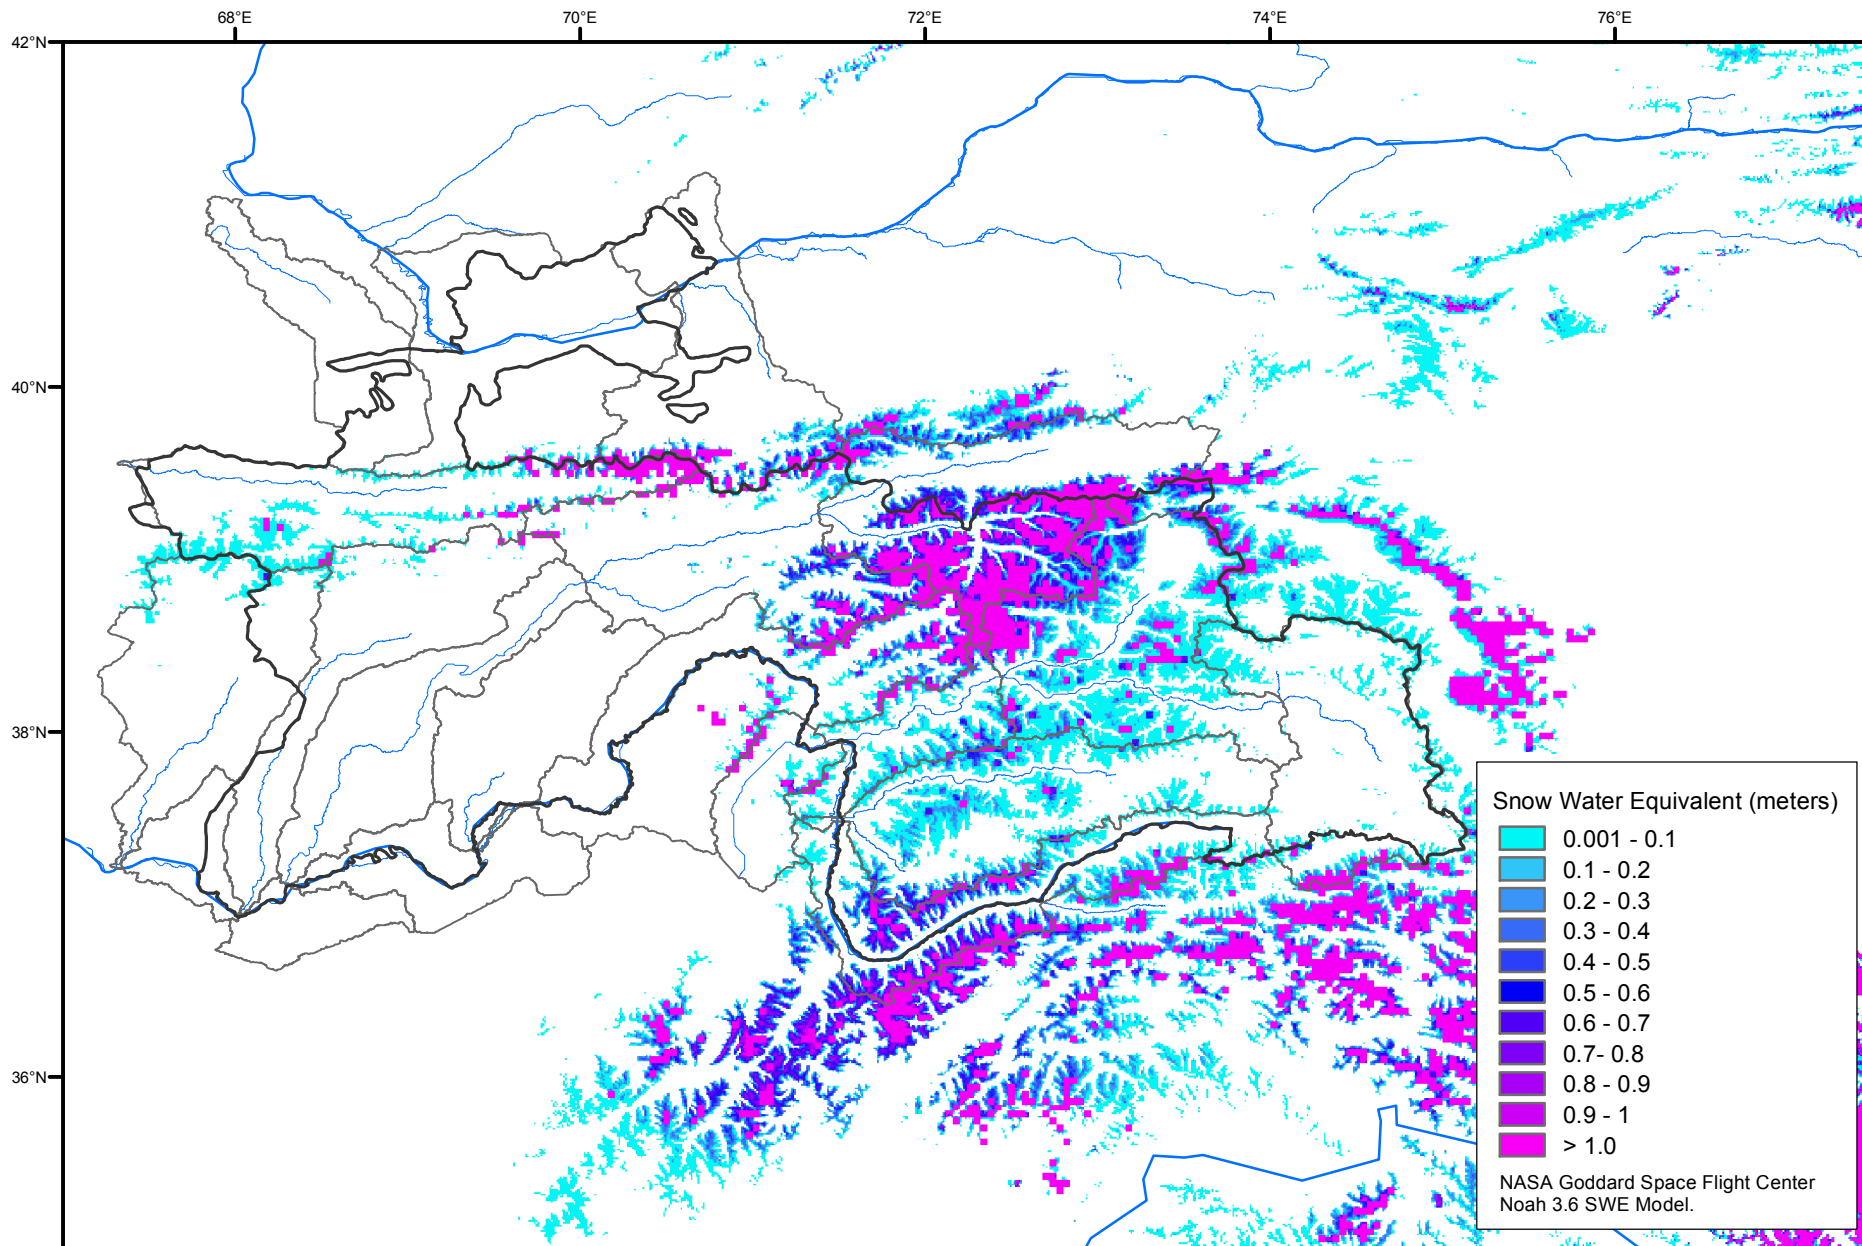 68°E
70°E
72°E
74°E
76°E
42°N
40°N
38°N
36°N
Snow Water Equivalent (meters)
0.001 - 0.1
0.1 - 0.2
0.2 - 0.3
0.3 - 0.4
0.4 - 0.5
0.5 - 0.6
0.6 - 0.7
0.7- 0.8
0.8 - 0.9
0.9 - 1
> 1.0
NASA Goddard Space Flight Center
Noah 3.6 SWE Model.